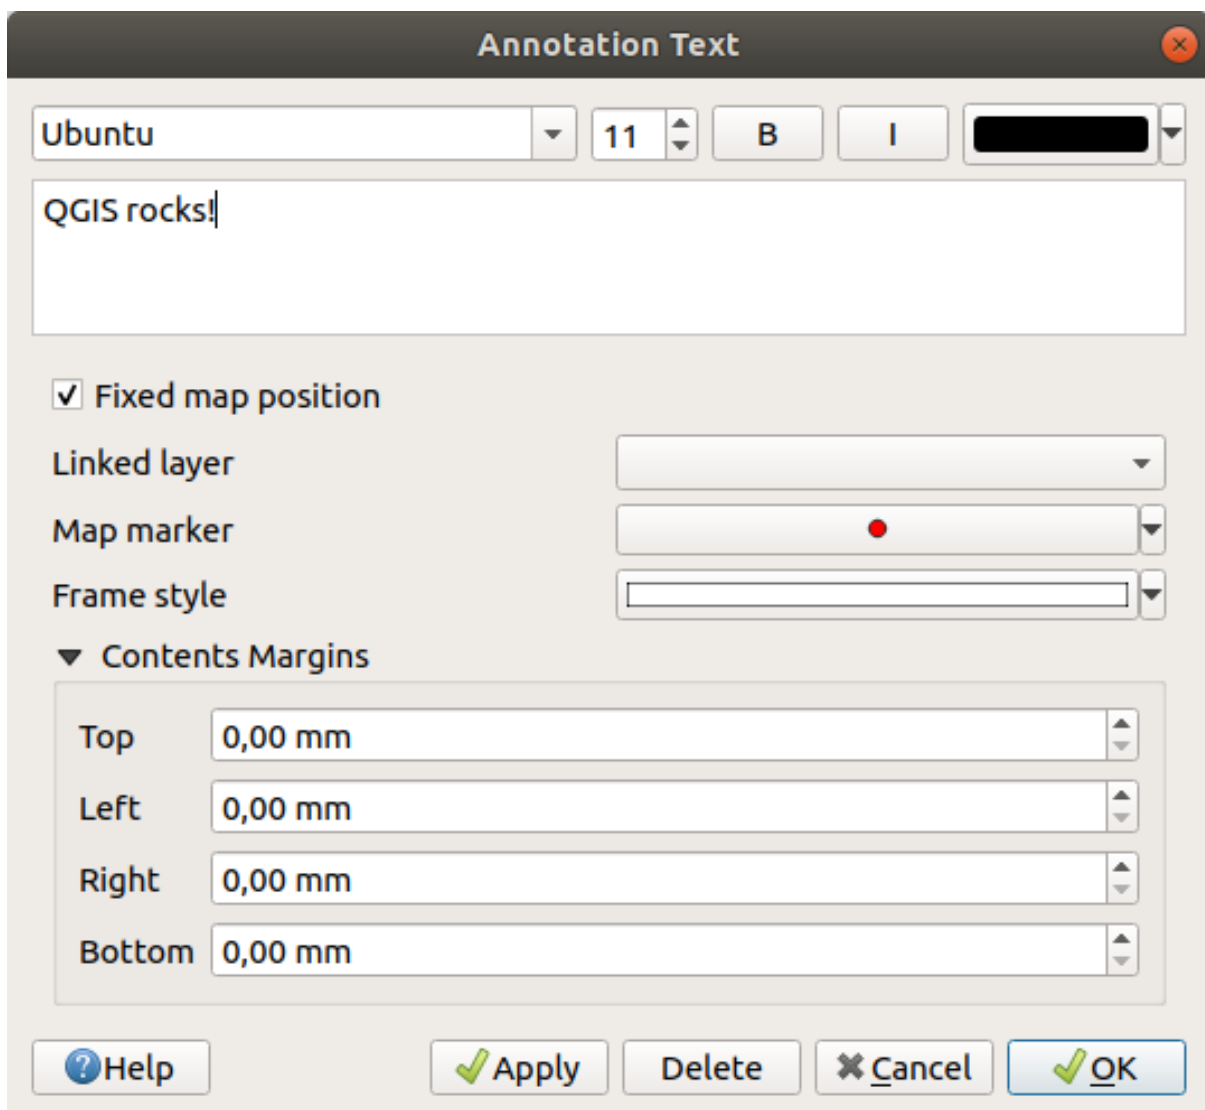 Annotation Text
Ubuntu 11 B I
QGIS rocks!
Fixed map position
Linked layer
Map marker
Frame style
Contents Margins
Top 0,00 mm
Left 0,00 mm
Right 0,00 mm
Bottom 0,00 mm
Help Apply Delete Cancel OK